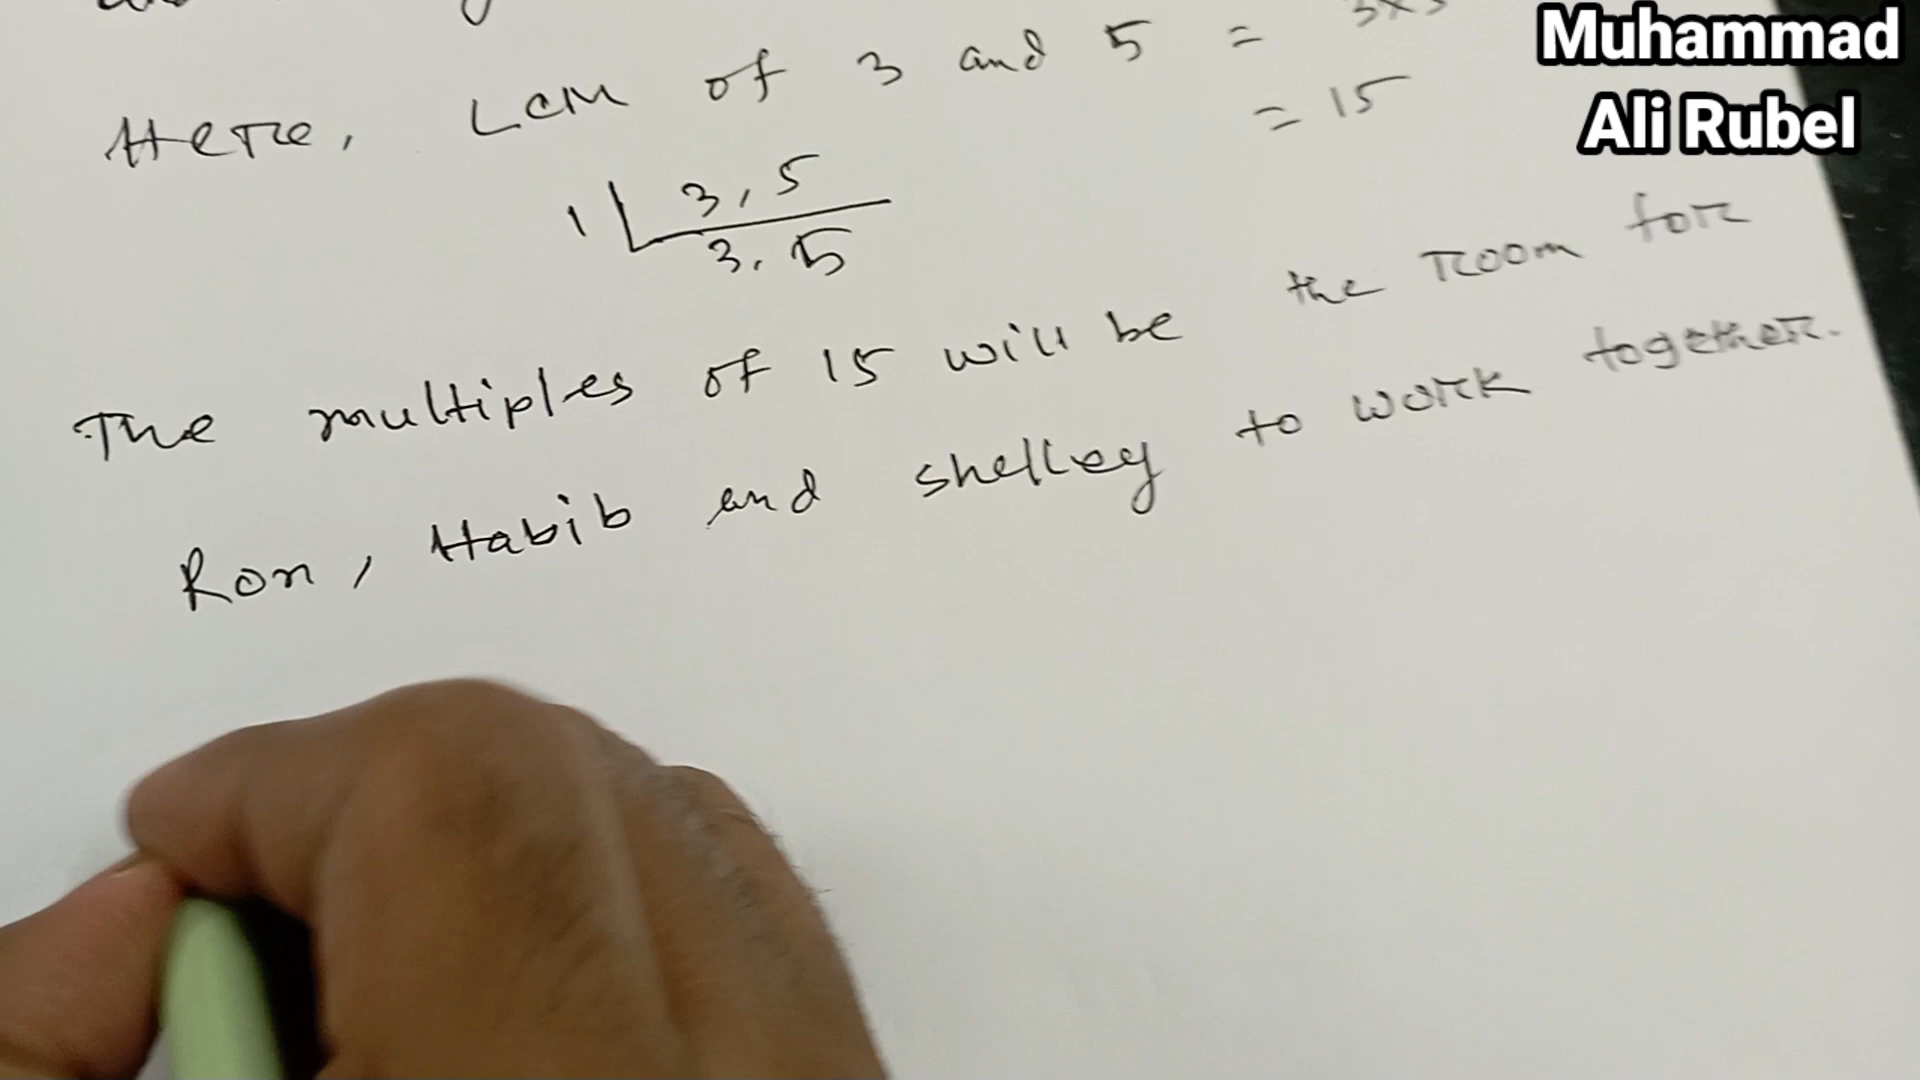 Here, LCM of 3 and 5 = 3x5
= 15
1 3, 5
3, 5
The multiples of 15 will be the room for
Ron, Habib and shelley to work together.
Muhammad
Ali Rubel